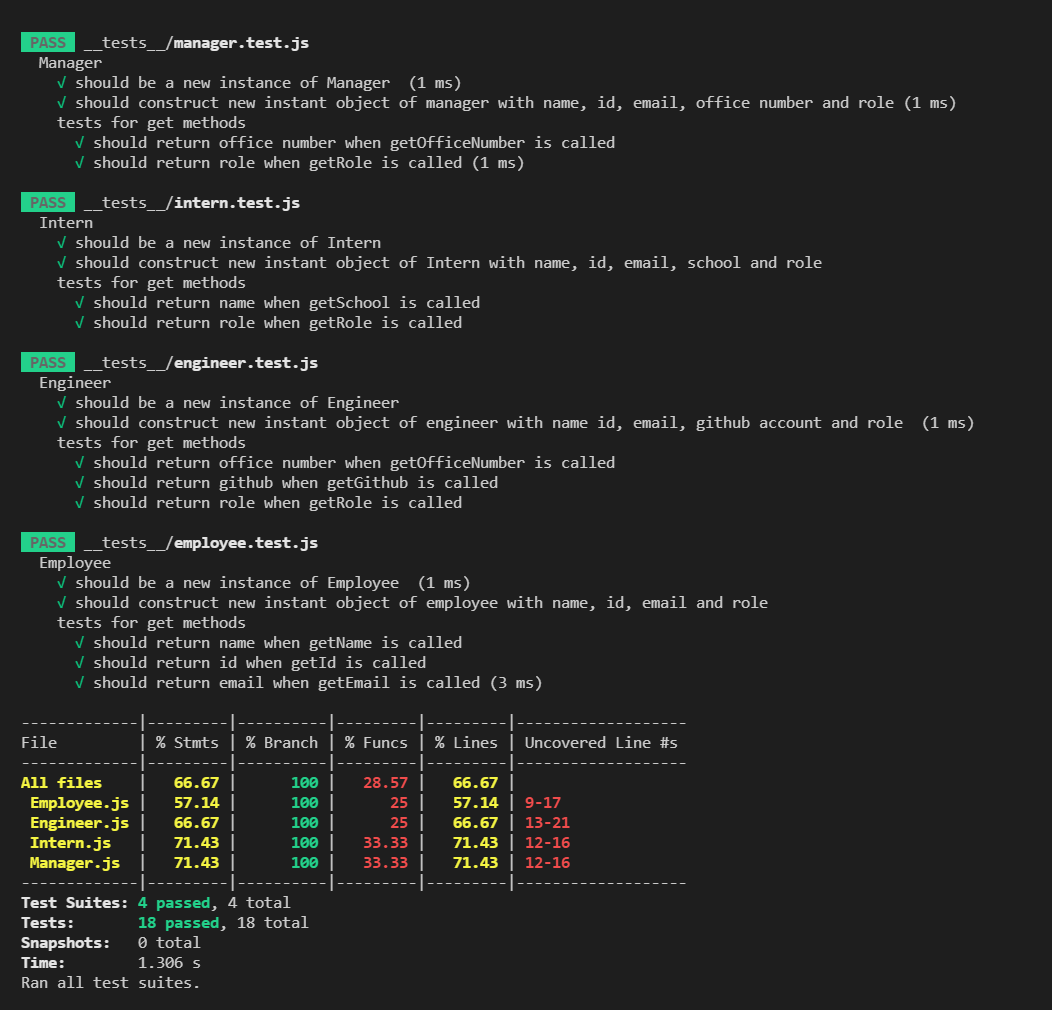 PASS __tests__/manager.test.js
  Manager
    √ should be a new instance of Manager  (1 ms)
    √ should construct new instant object of manager with name, id, email, office number and role (1 ms)
    tests for get methods
      √ should return office number when getOfficeNumber is called
      √ should return role when getRole is called (1 ms)

PASS __tests__/intern.test.js
  Intern
    √ should be a new instance of Intern
    √ should construct new instant object of Intern with name, id, email, school and role
    tests for get methods
      √ should return name when getSchool is called
      √ should return role when getRole is called

PASS __tests__/engineer.test.js
  Engineer
    √ should be a new instance of Engineer
    √ should construct new instant object of engineer with name id, email, github account and role  (1 ms)
    tests for get methods
      √ should return office number when getOfficeNumber is called
      √ should return github when getGithub is called
      √ should return role when getRole is called

PASS __tests__/employee.test.js
  Employee
    √ should be a new instance of Employee  (1 ms)
    √ should construct new instant object of employee with name, id, email and role
    tests for get methods
      √ should return name when getName is called
      √ should return id when getId is called
      √ should return email when getEmail is called (3 ms)

-------------|---------|----------|---------|---------|-------------------
File         | % Stmts | % Branch | % Funcs | % Lines | Uncovered Line #s
-------------|---------|----------|---------|---------|-------------------
All files    |   66.67 |      100 |   28.57 |   66.67 |
 Employee.js |   57.14 |      100 |      25 |   57.14 | 9-17
 Engineer.js |   66.67 |      100 |      25 |   66.67 | 13-21
 Intern.js   |   71.43 |      100 |   33.33 |   71.43 | 12-16
 Manager.js  |   71.43 |      100 |   33.33 |   71.43 | 12-16
-------------|---------|----------|---------|---------|-------------------
Test Suites: 4 passed, 4 total
Tests:       18 passed, 18 total
Snapshots:   0 total
Time:        1.306 s
Ran all test suites.